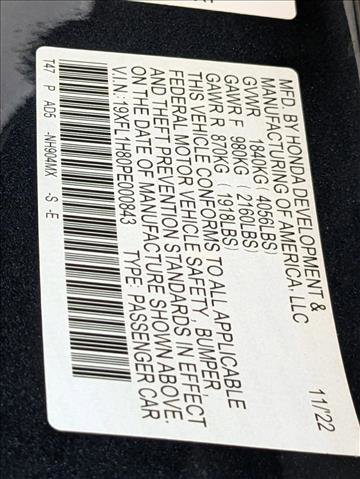 MFD. BY HONDA DEVELOPMENT &
MANUFACTURING OF AMERICA, LLC 11/'22
GVWR 1840KG (4056LBS)
GAWR F 980KG (2160LBS)
GAWR R 870KG (1918LBS)
THIS VEHICLE CONFORMS TO ALL APPLICABLE
FEDERAL MOTOR VEHICLE SAFETY, BUMPER,
AND THEFT PREVENTION STANDARDS IN EFFECT
ON THE DATE OF MANUFACTURE SHOWN ABOVE.
V.I.N.:19XFL1H80PE000843 TYPE: PASSENGER CAR
T47 P AD5 -NH904MX -S -E